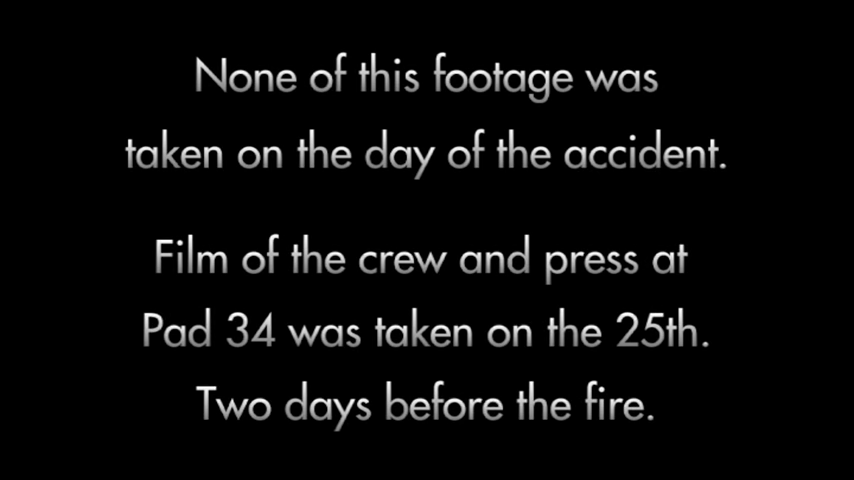 None of this footage was
taken on the day of the accident.
Film of the crew and press at
Pad 34 was taken on the 25th.
Two days before the fire.